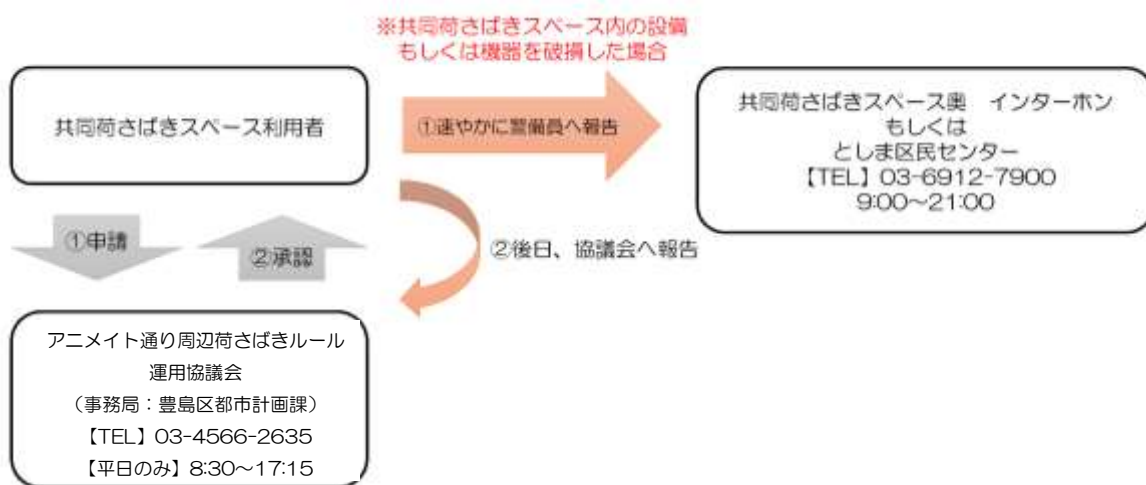 ※共同荷さばきスペース内の設備
もしくは機器を破損した場合
共同荷さばきスペース利用者
①速やかに警備員へ報告
共同荷さばきスペース奥　インターホン
もしくは
としま区民センター
【TEL】03-6912-7900
9:00～21:00
①申請
②承認
②後日、協議会へ報告
アニメイト通り周辺荷さばきルール
運用協議会
（事務局：豊島区都市計画課）
【TEL】03-4566-2635
【平日のみ】8:30～17:15